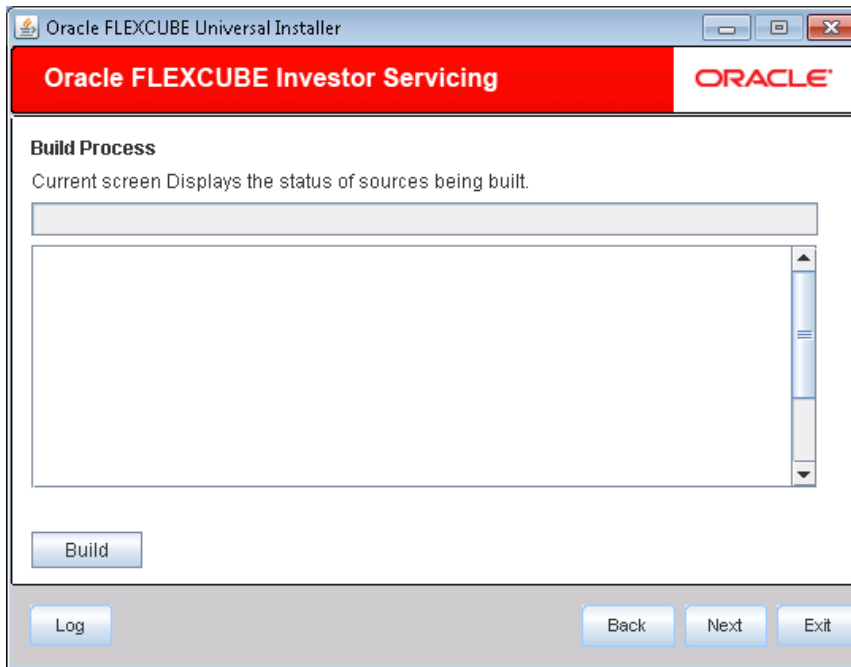 Oracle FLEXCUBE Universal Installer
Oracle FLEXCUBE Investor Servicing
ORACLE
Build Process
Current screen Displays the status of sources being built.
Build
Log Back Next Exit